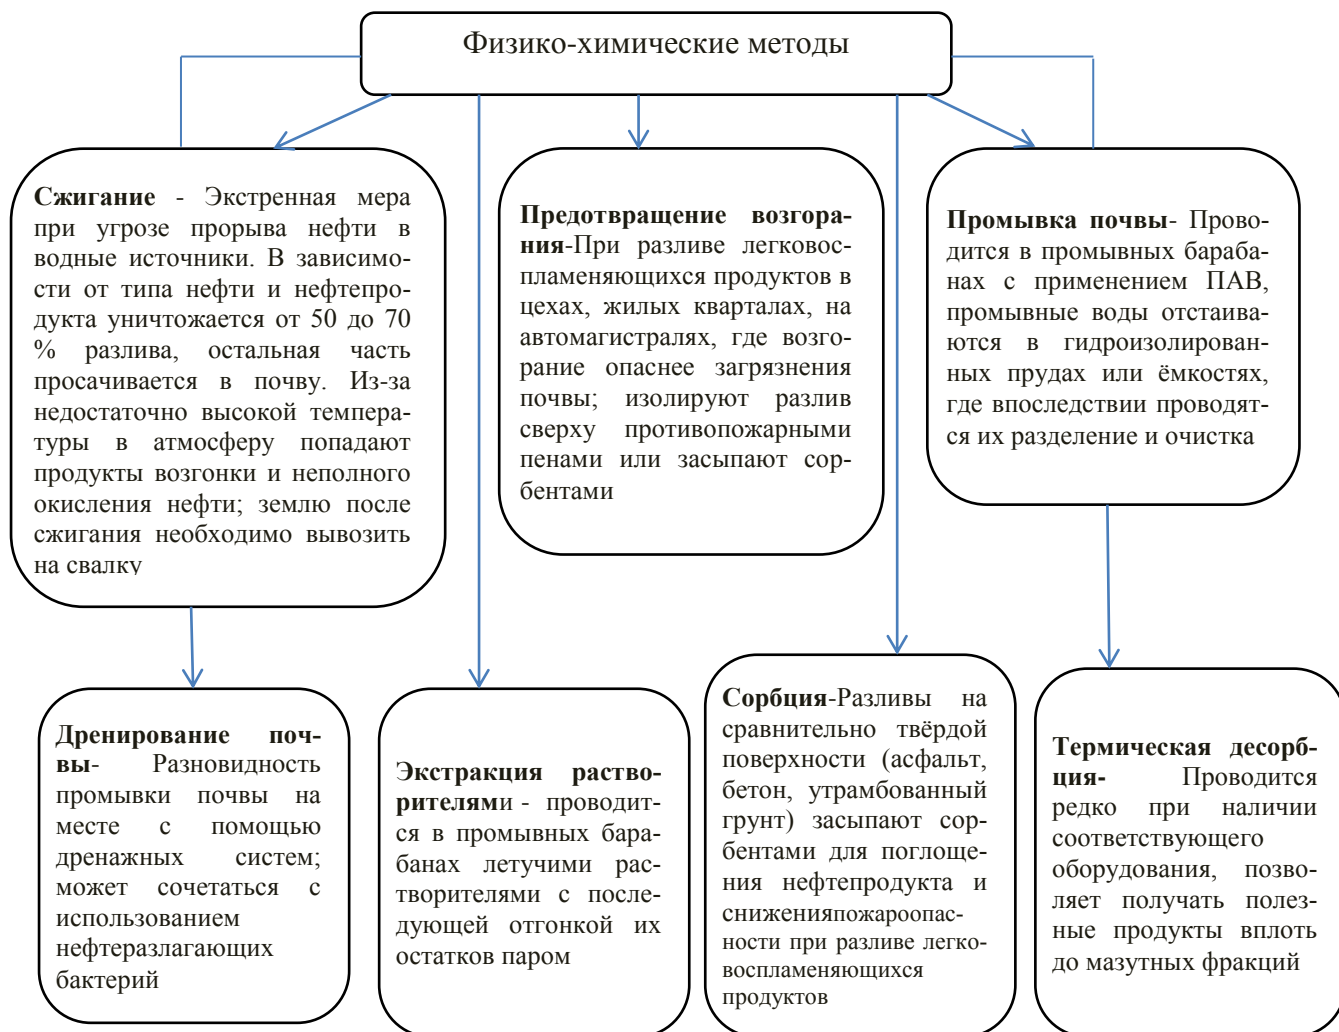 Физико-химические методы
Сжигание - Экстренная мера
при угрозе прорыва нефти в
водные источники. В зависимо-
сти от типа нефти и нефтепро-
дукта уничтожается от 50 до 70
% разлива, остальная часть
просачивается в почву. Из-за
недостаточно высокой темпера-
туры в атмосферу попадают
продукты возгонки и неполного
окисления нефти; землю после
сжигания необходимо вывозить
на свалку
Предотвращение возгора-
ния-При разливе легковос-
пламеняющихся продуктов в
цехах, жилых кварталах, на
автомагистралях, где возго-
рание опаснее загрязнения
почвы; изолируют разлив
сверху противопожарными
пенами или засыпают сор-
бентами
Промывка почвы- Прово-
дится в промывных бараба-
нах с применением ПАВ,
промывные воды отстаива-
ются в гидроизолирован-
ных прудах или ёмкостях,
где впоследствии проводят-
ся их разделение и очистка
Дренирование поч-
вы- Разновидность
промывки почвы на
месте с помощью
дренажных систем;
может сочетаться с
использованием
нефтеразлагающих
бактерий
Экстракция раство-
рителями - проводит-
ся в промывных бара-
банах летучими рас-
творителями с после-
дующей отгонкой их
остатков паром
Сорбция-Разливы на
сравнительно твёрдой
поверхности (асфальт,
бетон, утрамбованный
грунт) засыпают сор-
бентами для поглоще-
ния нефтепродукта и
сниженияпожароопас-
ности при разливе легко-
воспламеняющихся
продуктов
Термическая десорб-
ция- Проводится
редко при наличии
соответствующего
оборудования, позво-
ляет получать полез-
ные продукты вплоть
до мазутных фракций